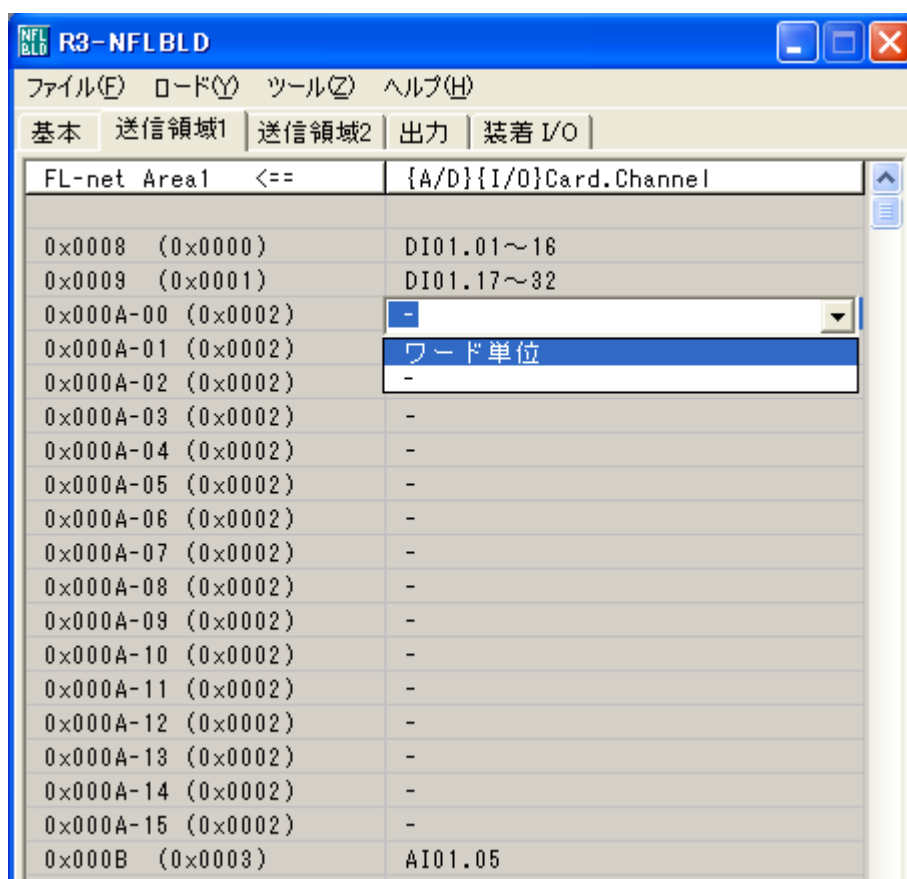 NFL BLD R3-NFLBLD
ファイル(F) ロード(Y) ツール(Z) ヘルプ(H)
基本 送信領域1 送信領域2 出力 装着 I/O
FL-net Area1 <== {A/D}{I/O}Card.Channel
0x0008 (0x0000) DI01.01～16
0x0009 (0x0001) DI01.17～32
0x000A-00 (0x0002) -
0x000A-01 (0x0002) ワード単位
0x000A-02 (0x0002) -
0x000A-03 (0x0002) -
0x000A-04 (0x0002) -
0x000A-05 (0x0002) -
0x000A-06 (0x0002) -
0x000A-07 (0x0002) -
0x000A-08 (0x0002) -
0x000A-09 (0x0002) -
0x000A-10 (0x0002) -
0x000A-11 (0x0002) -
0x000A-12 (0x0002) -
0x000A-13 (0x0002) -
0x000A-14 (0x0002) -
0x000A-15 (0x0002) -
0x000B (0x0003) AI01.05